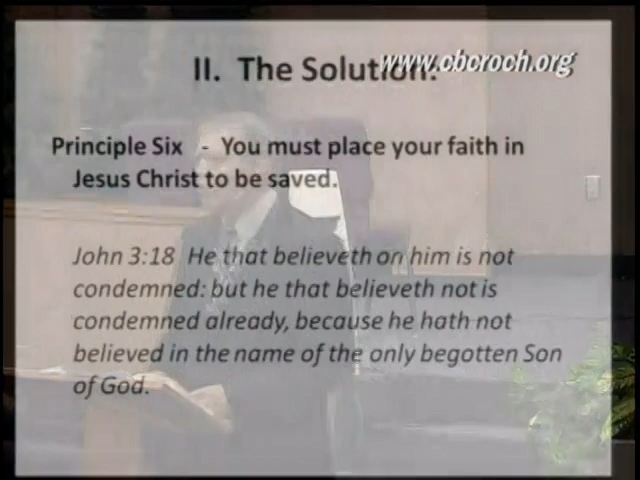 www.cbcroch.org
II. The Solution:
Principle Six - You must place your faith in
Jesus Christ to be saved.
John 3:18 He that believeth on him is not
condemned: but he that believeth not is
condemned already, because he hath not
believed in the name of the only begotten Son
of God.